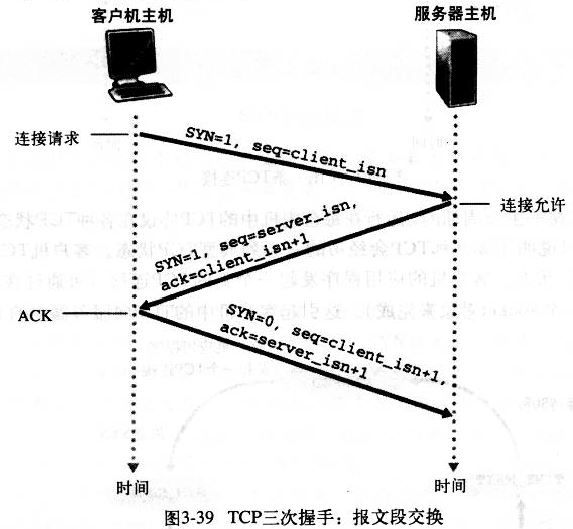 客户机主机
服务器主机
连接请求
SYN=1, seq=client_isn
连接允许
SYN=1, seq=server_isn,
ack=client_isn+1
ACK
SYN=0, seq=client_isn+1,
ack=server_isn+1
时间
时间
图3-39 TCP三次握手：报文段交换